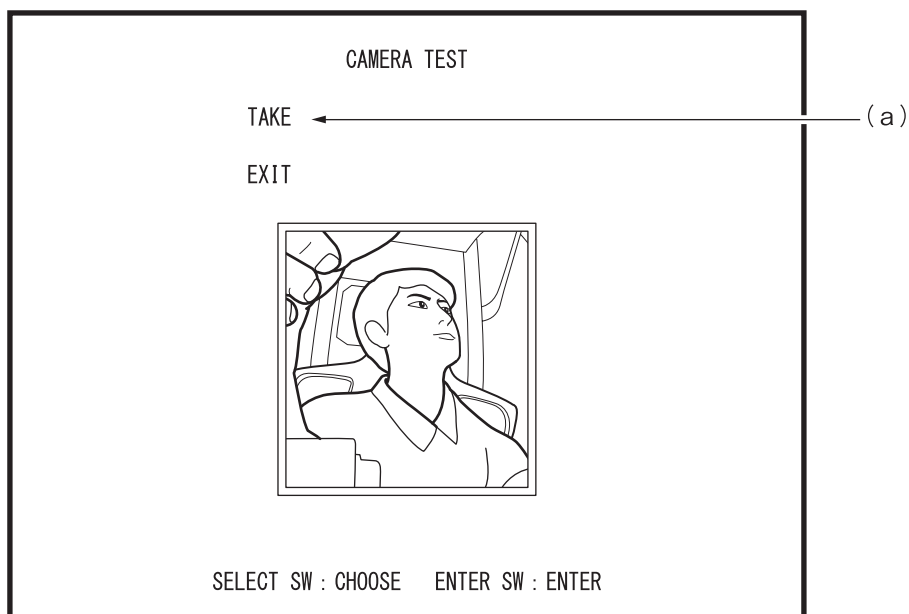 CAMERA TEST
TAKE
(a)
EXIT
SELECT SW : CHOOSE ENTER SW : ENTER